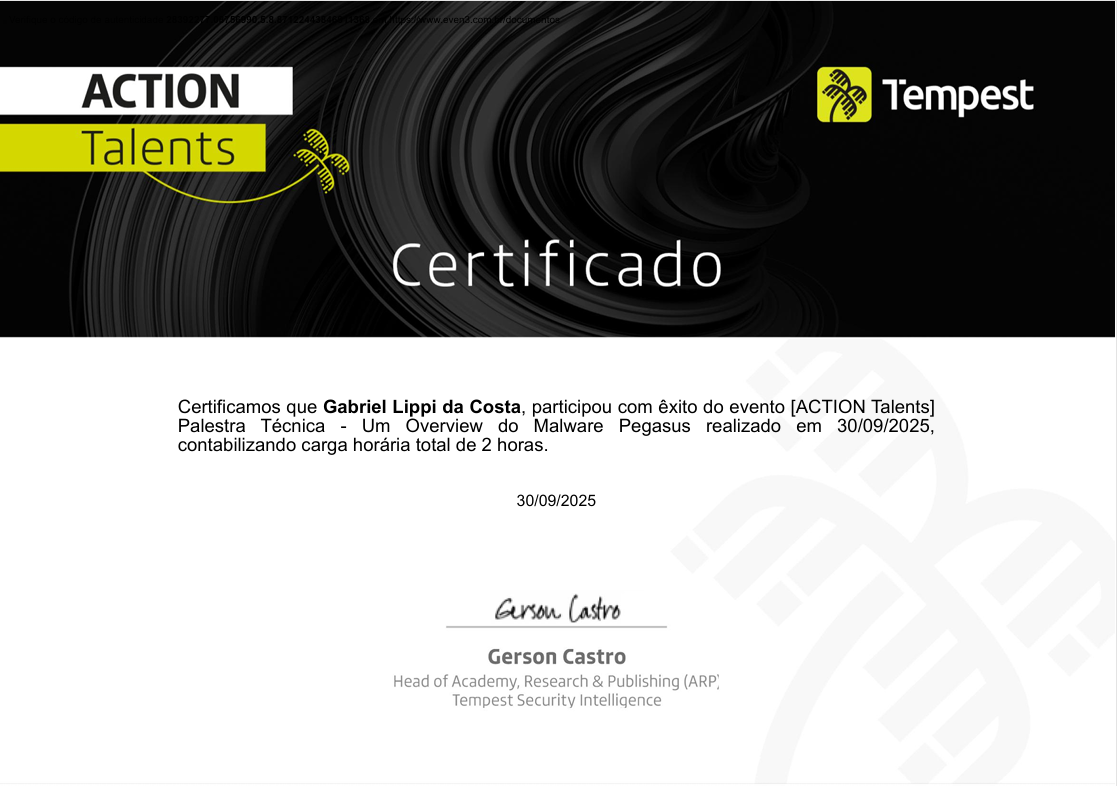 https://www.even3.com.br/documentos
ACTION
Talents
Tempest
Certificado
Certificamos que Gabriel Lippi da Costa, participou com êxito do evento [ACTION Talents]
Palestra Técnica - Um Overview do Malware Pegasus realizado em 30/09/2025,
contabilizando carga horária total de 2 horas.
30/09/2025
Gerson Castro
Gerson Castro
Head of Academy, Research & Publishing (ARP)
Tempest Security Intelligence